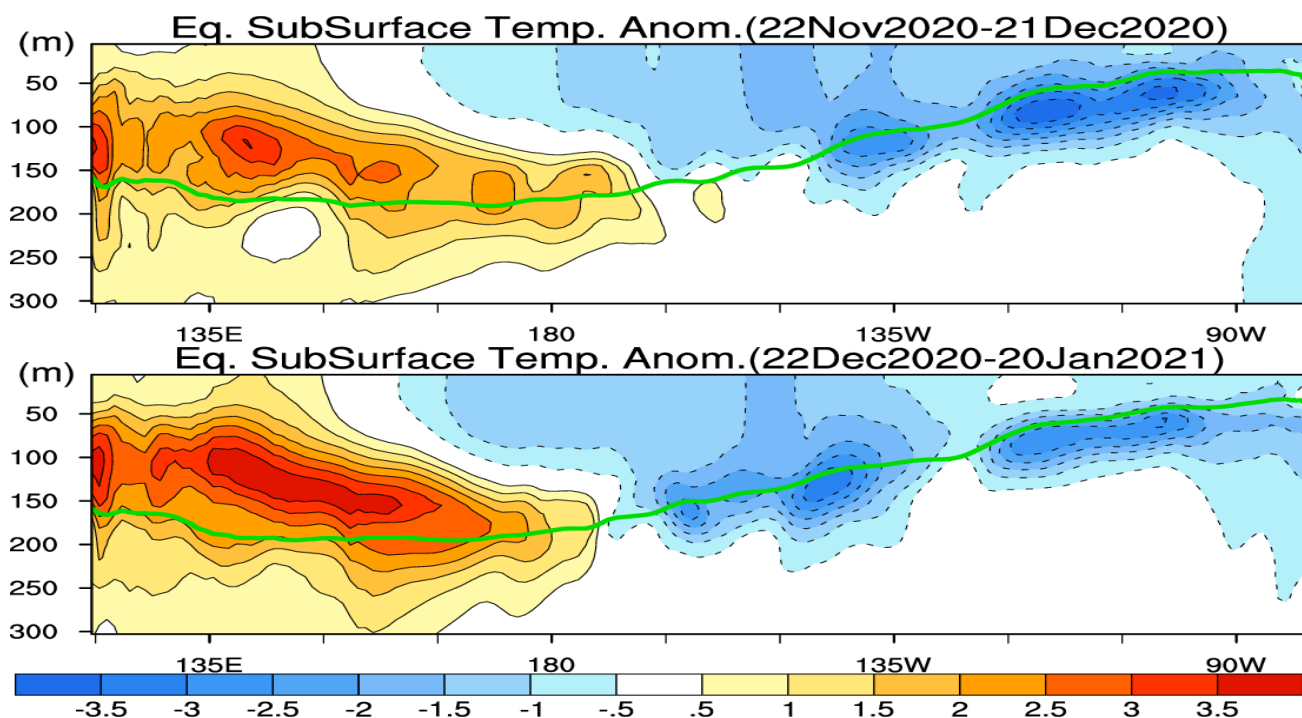 Eq. SubSurface Temp. Anom.(22Nov2020-21Dec2020)
(m)
50
100
150
200
250
300
135E 180 135W 90W
Eq. SubSurface Temp. Anom.(22Dec2020-20Jan2021)
(m)
50
100
150
200
250
300
135E 180 135W 90W
-3.5 -3 -2.5 -2 -1.5 -1 -.5 .5 1 1.5 2 2.5 3 3.5